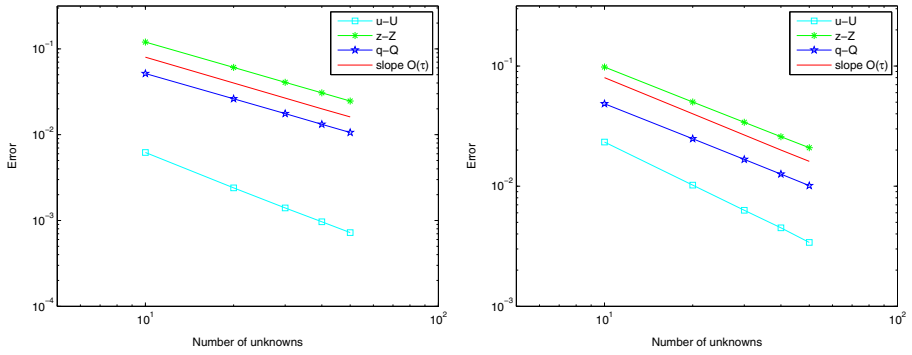 10^-1
10^-2
10^-3
10^-4
Error
10^1
10^2
Number of unknowns
u−U
z−Z
q−Q
slope O(τ)
10^-1
10^-2
10^-3
Error
10^1
10^2
Number of unknowns
u−U
z−Z
q−Q
slope O(τ)